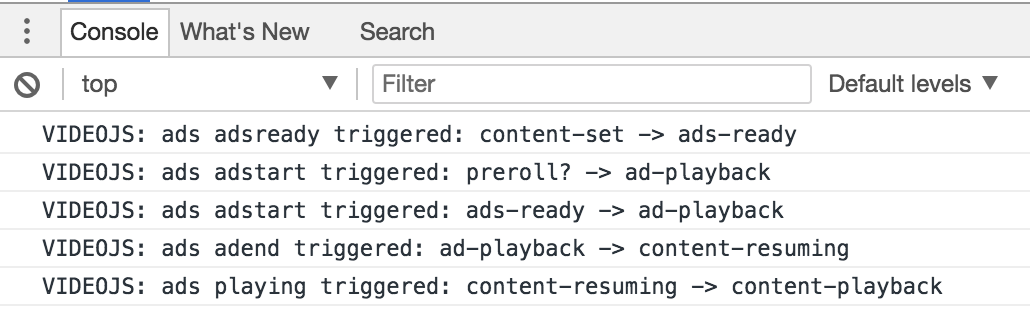 Console What's New Search
top Filter Default levels
VIDEOJS: ads adsready triggered: content-set -> ads-ready
VIDEOJS: ads adstart triggered: preroll? -> ad-playback
VIDEOJS: ads adstart triggered: ads-ready -> ad-playback
VIDEOJS: ads adend triggered: ad-playback -> content-resuming
VIDEOJS: ads playing triggered: content-resuming -> content-playback